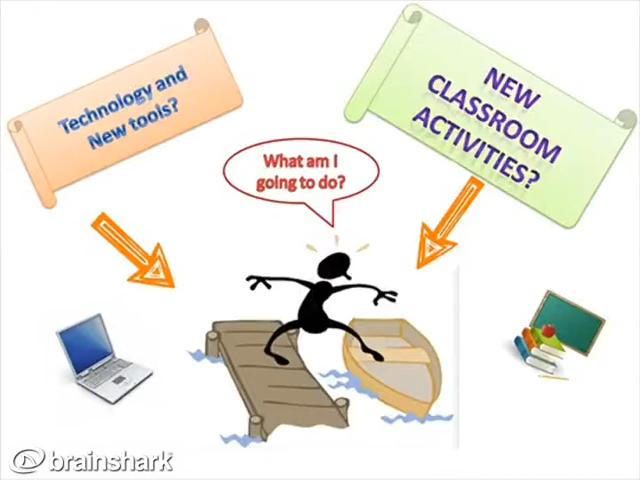 Technology and
New tools?
NEW
CLASSROOM
ACTIVITIES?
What am I
going to do?
brainshark